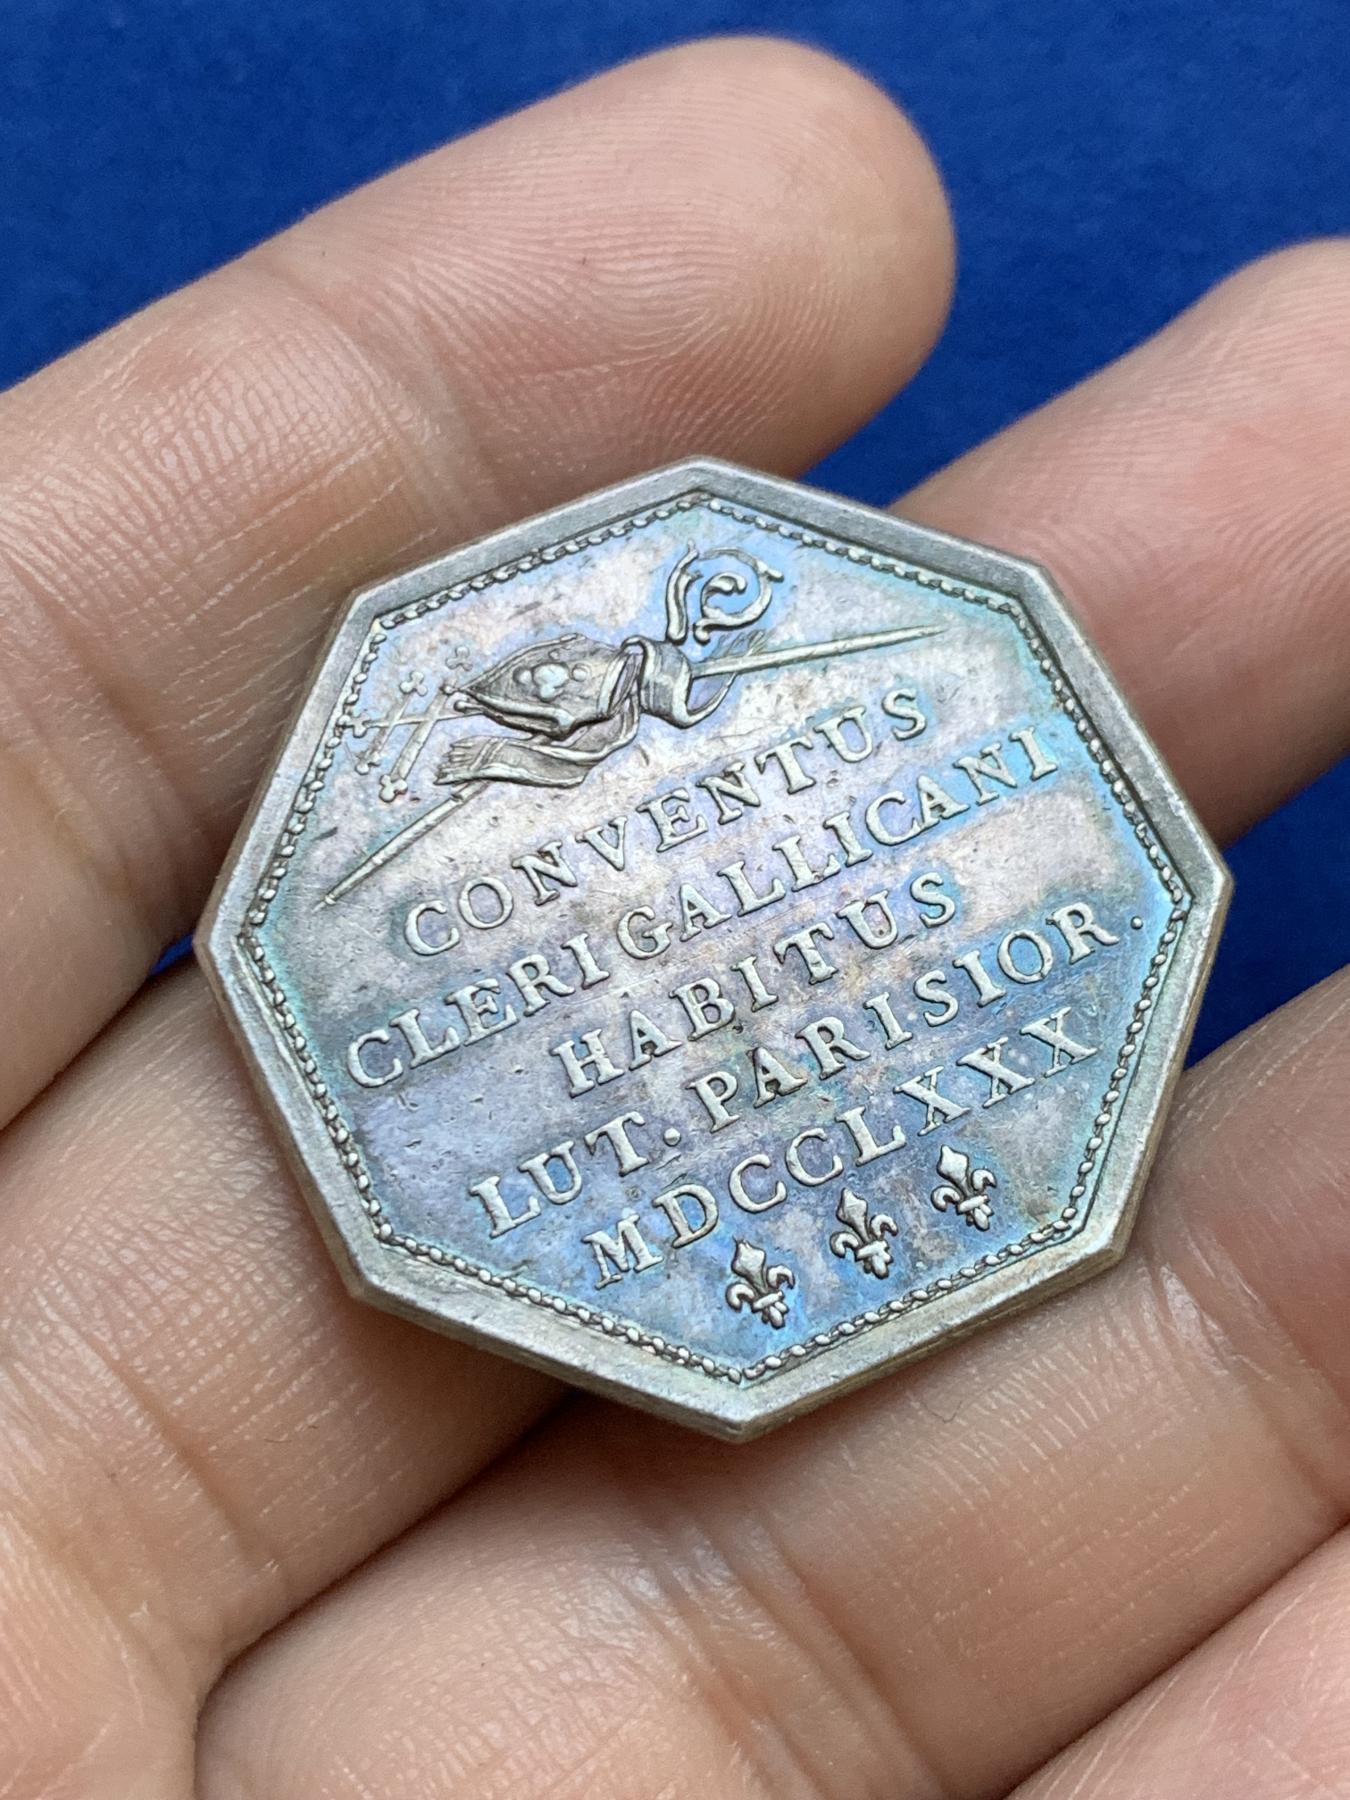 CONVENTUS
CLERI GALLICANI
HABITUS
LUT. PARISIOR.
MDCCLXXX